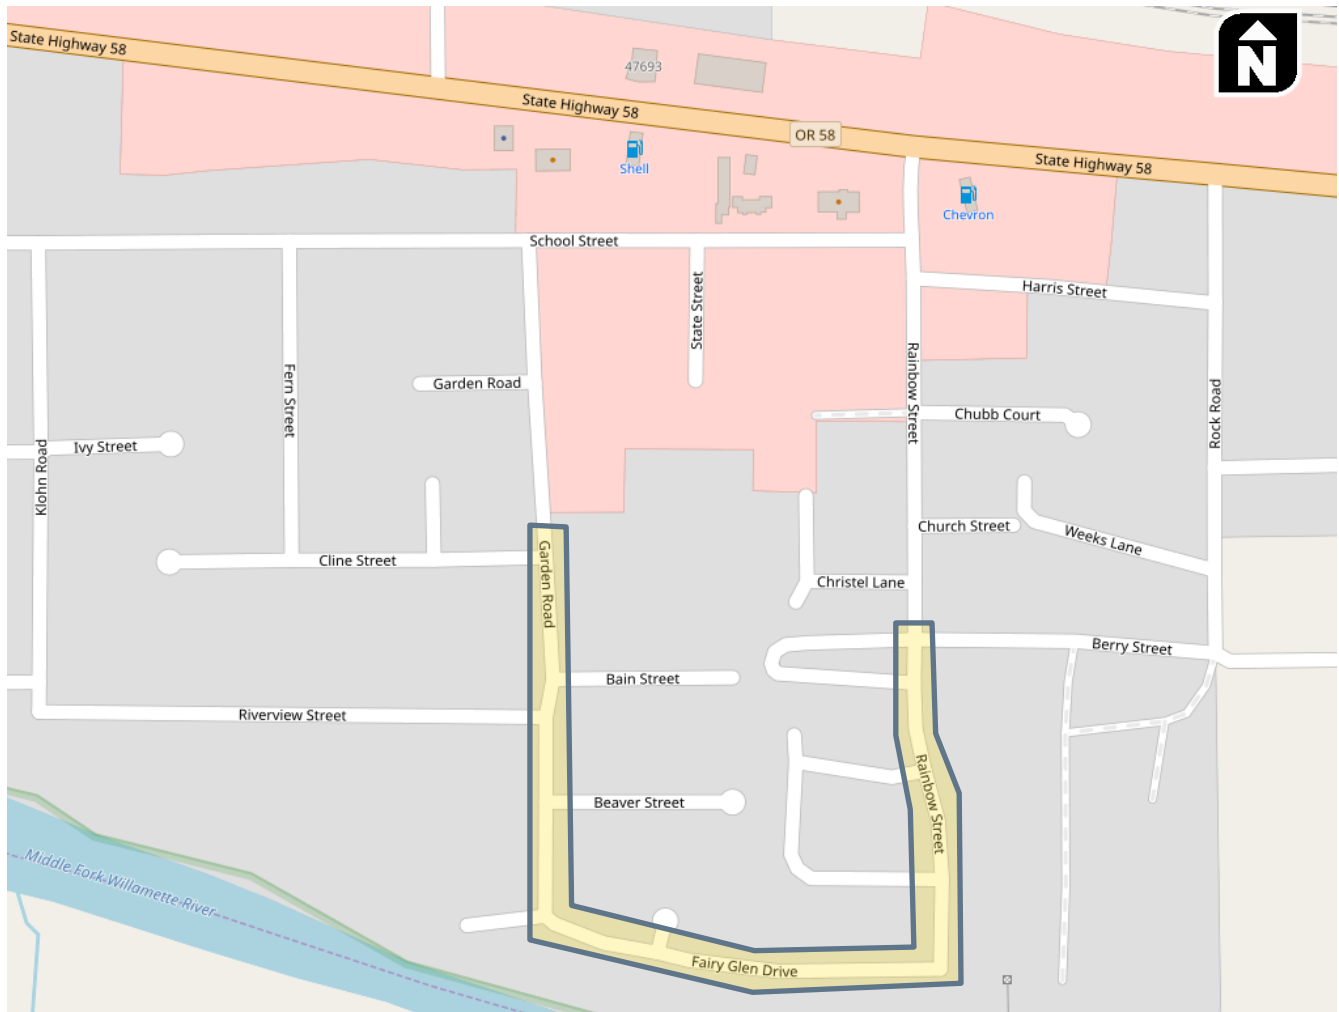 State Highway 58
47693
N
State Highway 58
OR 58
State Highway 58
Shell
Chevron
School Street
State Street
Harris Street
Garden Road
Fern Street
Rainbow Street
Chubb Court
Rock Road
Ivy Street
Klohn Road
Church Street
Weeks Lane
Cline Street
Garden Road
Christel Lane
Berry Street
Bain Street
Riverview Street
Rainbow Street
Beaver Street
Middle Fork Willamette River
Fairy Glen Drive